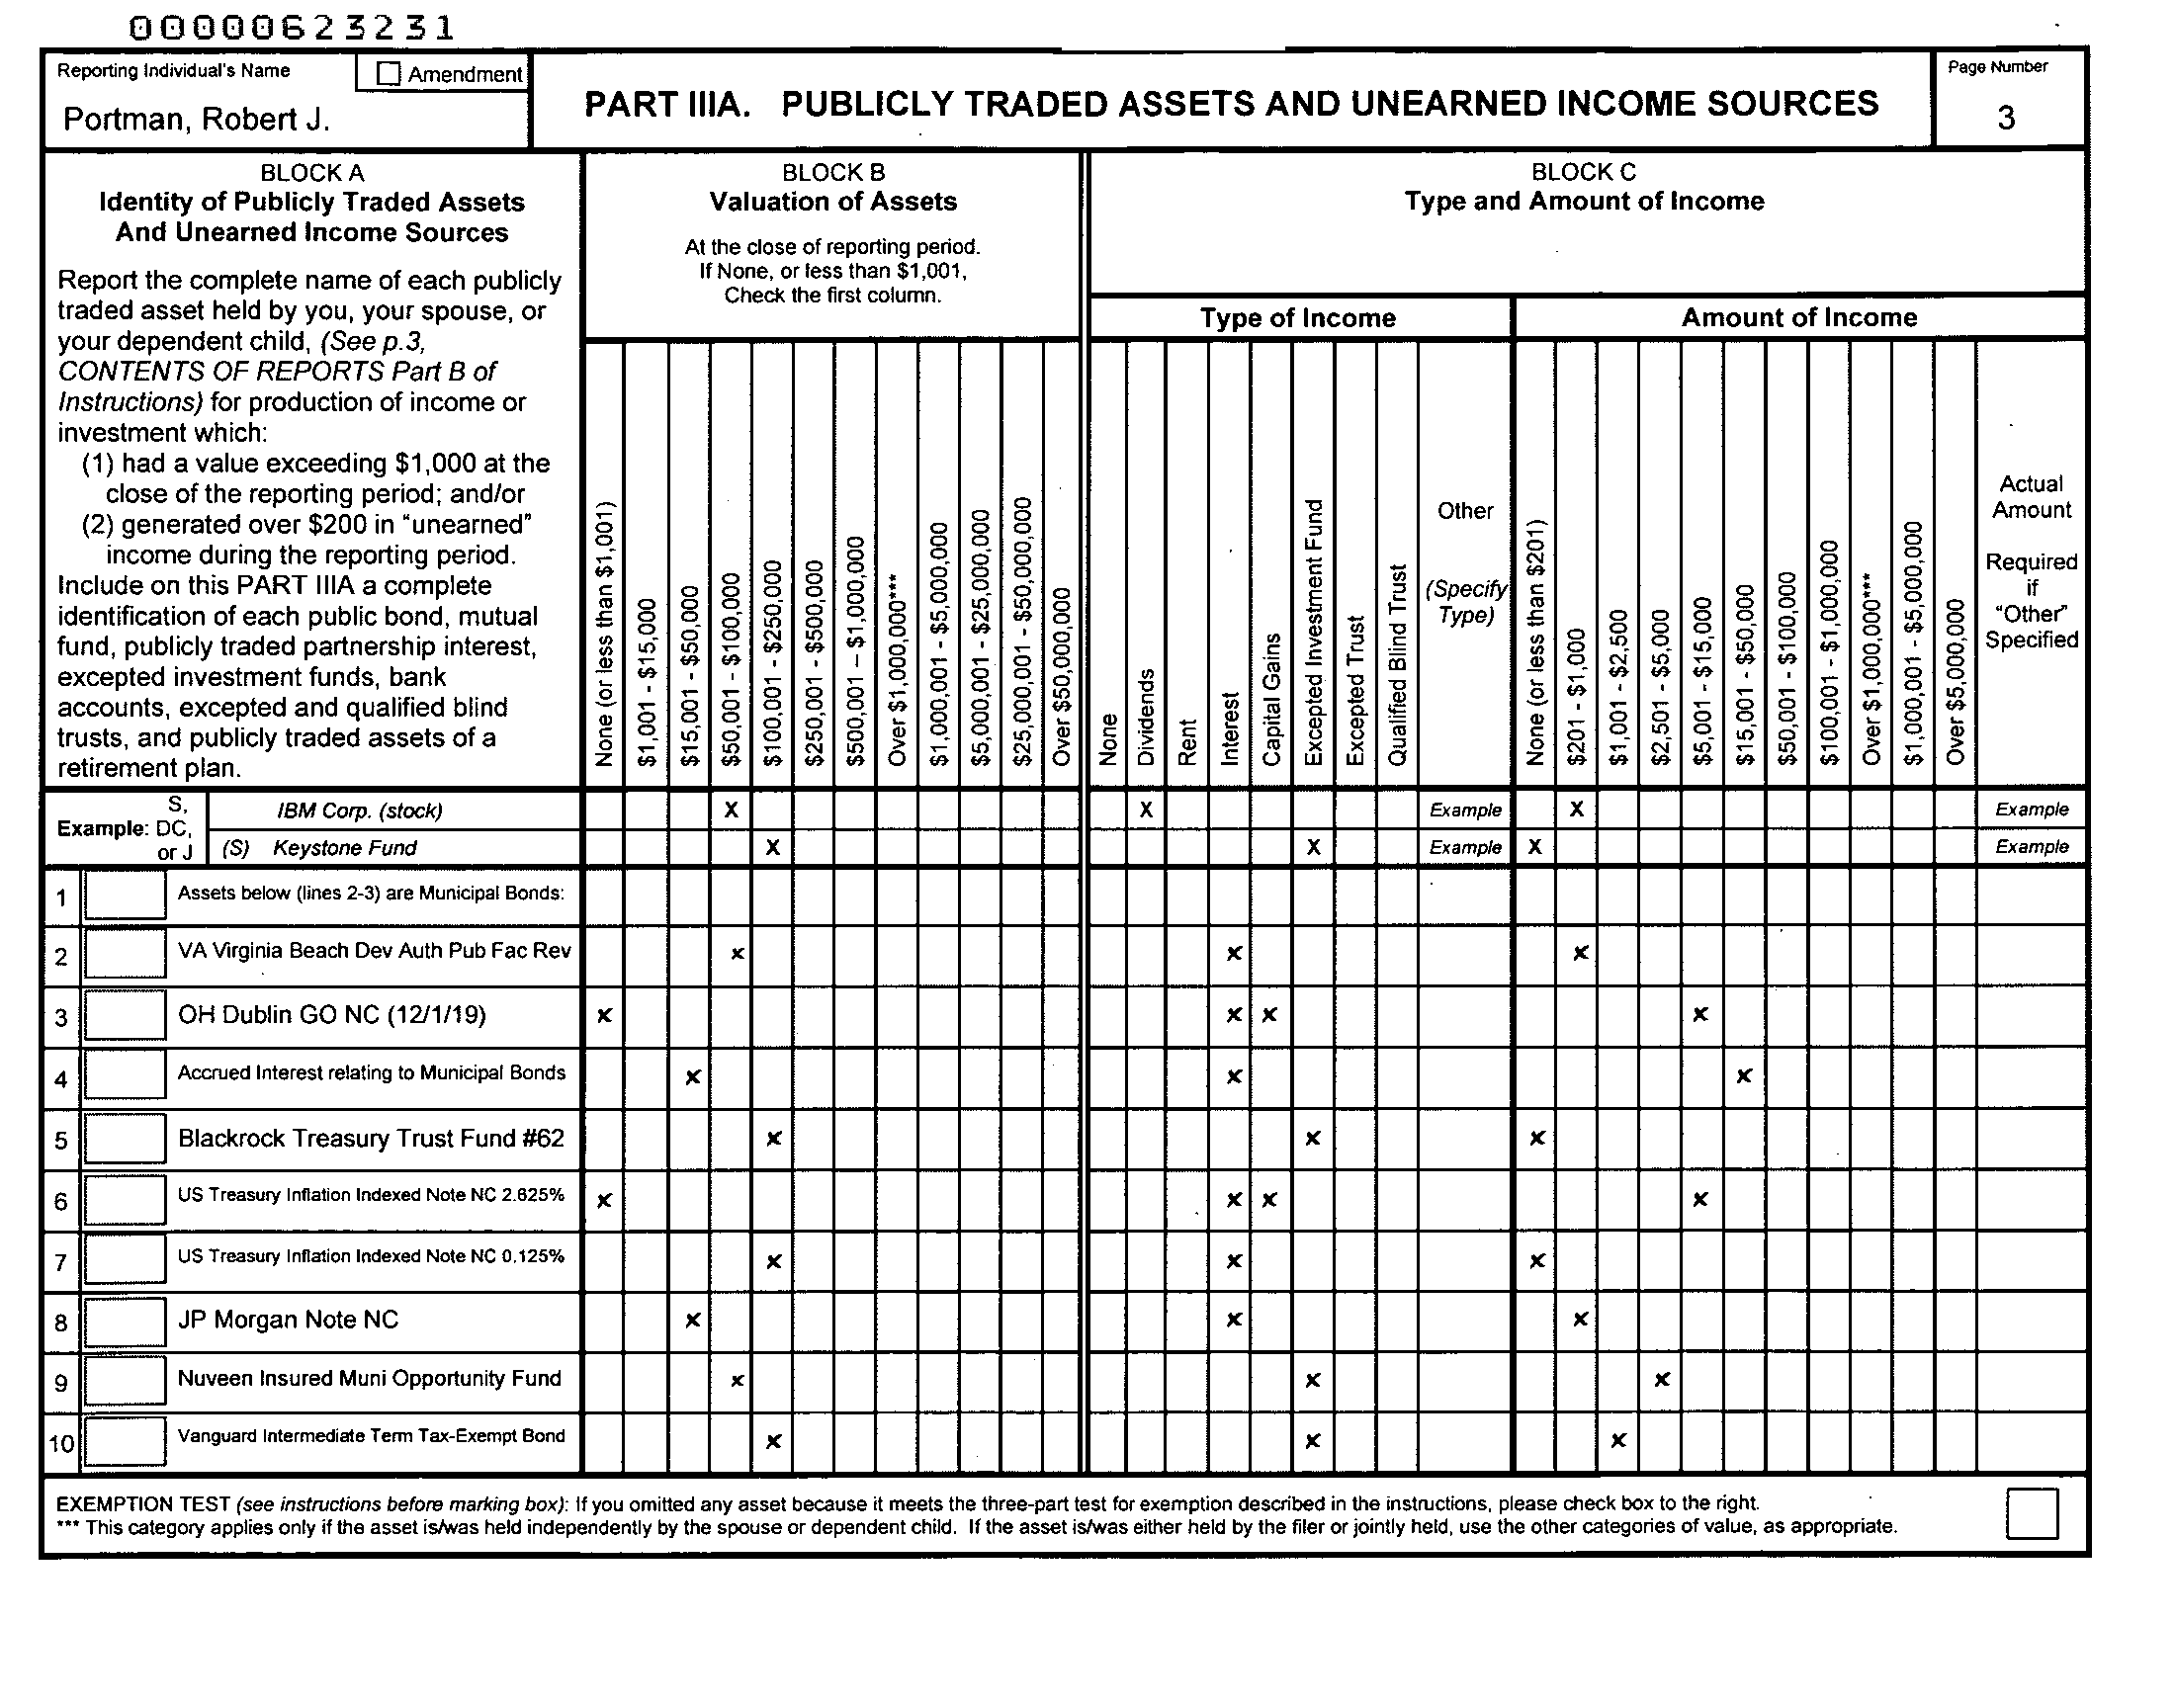 00000623231
Reporting Individual's Name
Amendment
Portman, Robert J.
PART IIIA. PUBLICLY TRADED ASSETS AND UNEARNED INCOME SOURCES
Page Number
3
BLOCK A
Identity of Publicly Traded Assets
And Unearned Income Sources
Report the complete name of each publicly
traded asset held by you, your spouse, or
your dependent child, (See p.3,
CONTENTS OF REPORTS Part B of
Instructions) for production of income or
investment which:
(1) had a value exceeding $1,000 at the
close of the reporting period; and/or
(2) generated over $200 in "unearned"
income during the reporting period.
Include on this PART IIIA a complete
identification of each public bond, mutual
fund, publicly traded partnership interest,
excepted investment funds, bank
accounts, excepted and qualified blind
trusts, and publicly traded assets of a
retirement plan.
BLOCK B
Valuation of Assets
At the close of reporting period.
If None, or less than $1,001,
Check the first column.
None (or less than $1,001)
$1,001 - $15,000
$15,001 - $50,000
$50,001 - $100,000
$100,001 - $250,000
$250,001 - $500,000
$500,001 – $1,000,000
Over $1,000,000***
$1,000,001 - $5,000,000
$5,000,001 - $25,000,000
$25,000,001 - $50,000,000
Over $50,000,000
BLOCK C
Type and Amount of Income
Type of Income
None
Dividends
Rent
Interest
Capital Gains
Excepted Investment Fund
Excepted Trust
Qualified Blind Trust
Other
(Specify
Type)
Amount of Income
None (or less than $201)
$201 - $1,000
$1,001 - $2,500
$2,501 - $5,000
$5,001 - $15,000
$15,001 - $50,000
$50,001 - $100,000
$100,001 - $1,000,000
Over $1,000,000***
$1,000,001 - $5,000,000
Over $5,000,000
Actual
Amount
Required
if
"Other"
Specified
Example: S, DC, or J
IBM Corp. (stock) X X Example X Example
(S) Keystone Fund X X Example X Example
1 Assets below (lines 2-3) are Municipal Bonds:
2 VA Virginia Beach Dev Auth Pub Fac Rev x x x
3 OH Dublin GO NC (12/1/19) x x x x
4 Accrued Interest relating to Municipal Bonds x x x
5 Blackrock Treasury Trust Fund #62 x x x
6 US Treasury Inflation Indexed Note NC 2.625% x x x x
7 US Treasury Inflation Indexed Note NC 0.125% x x x
8 JP Morgan Note NC x x x
9 Nuveen Insured Muni Opportunity Fund x x x
10 Vanguard Intermediate Term Tax-Exempt Bond x x x
EXEMPTION TEST (see instructions before marking box): If you omitted any asset because it meets the three-part test for exemption described in the instructions, please check box to the right.
*** This category applies only if the asset is/was held independently by the spouse or dependent child. If the asset is/was either held by the filer or jointly held, use the other categories of value, as appropriate.